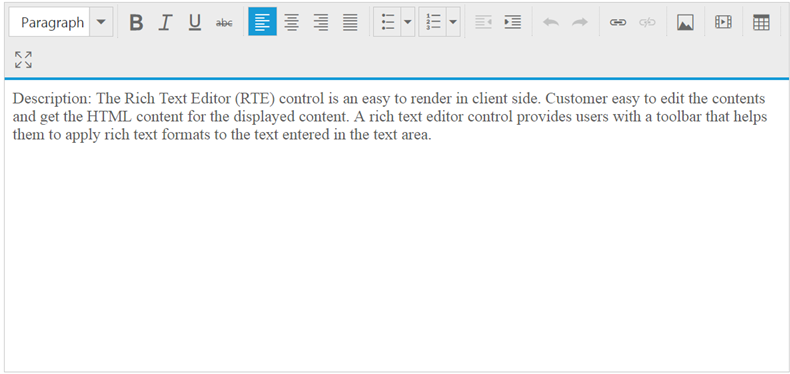 Paragraph B I U abc
Description: The Rich Text Editor (RTE) control is an easy to render in client side. Customer easy to edit the contents
and get the HTML content for the displayed content. A rich text editor control provides users with a toolbar that helps
them to apply rich text formats to the text entered in the text area.